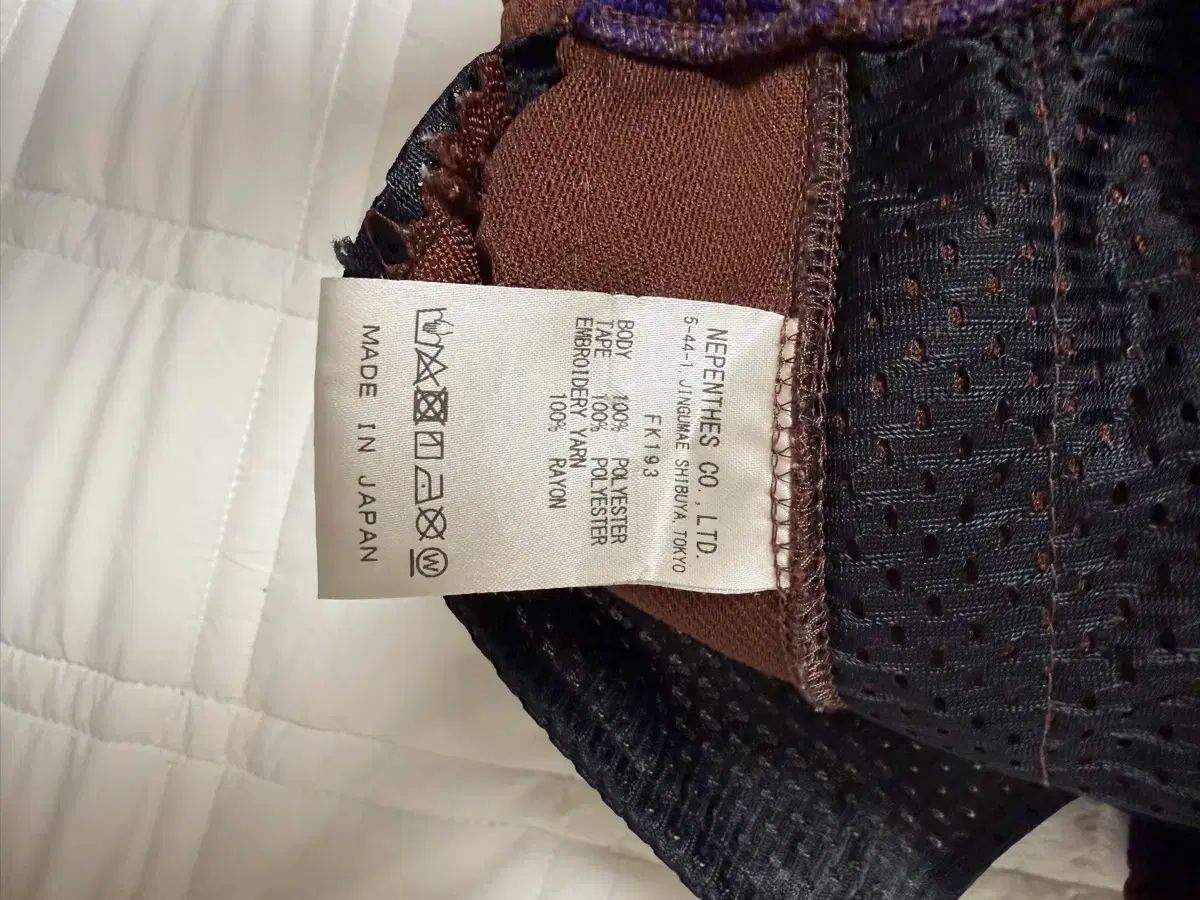 NEPENTHES CO., LTD.
5-44-1 JINGUMAE SHIBUYA. TOKYO
FK193
BODY 100% POLYESTER
TAPE 100% POLYESTER
EMBROIDERY YARN
100% RAYON
W
MADE IN JAPAN